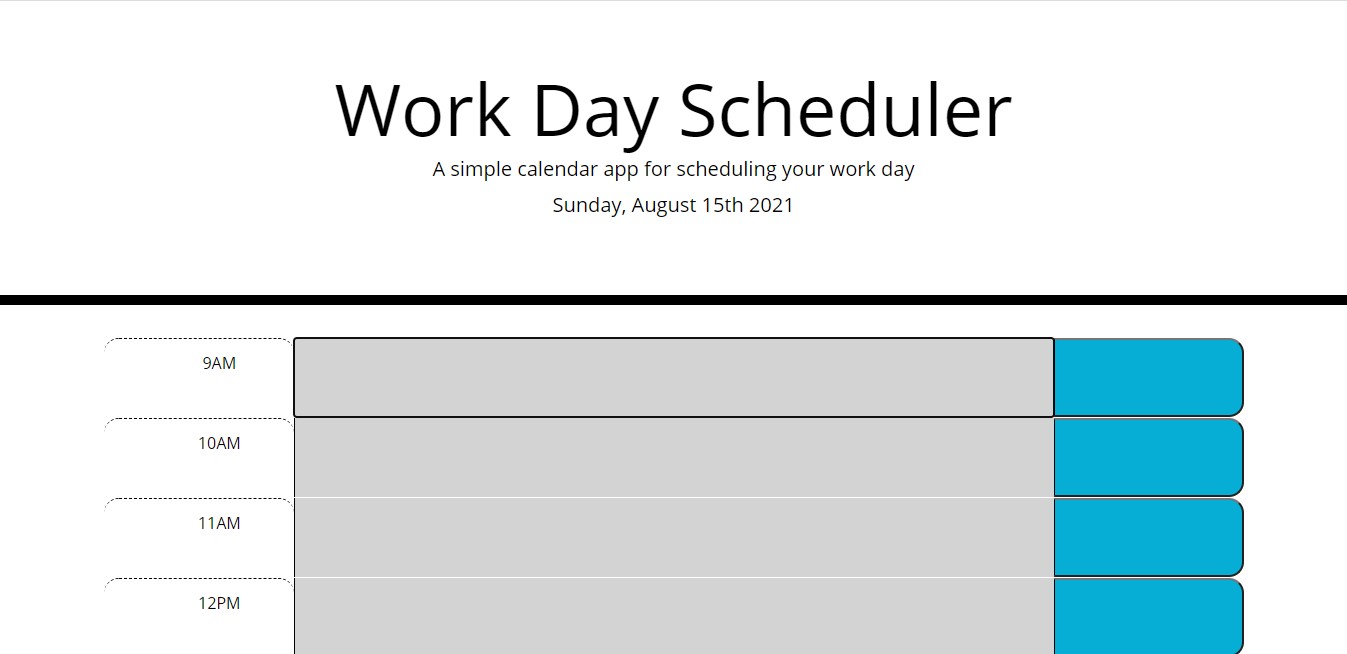 Work Day Scheduler
A simple calendar app for scheduling your work day
Sunday, August 15th 2021
9AM
10AM
11AM
12PM